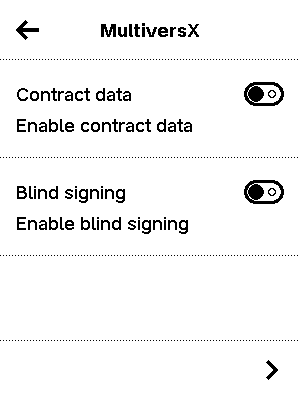 MultiversX
Contract data
Enable contract data
Blind signing
Enable blind signing